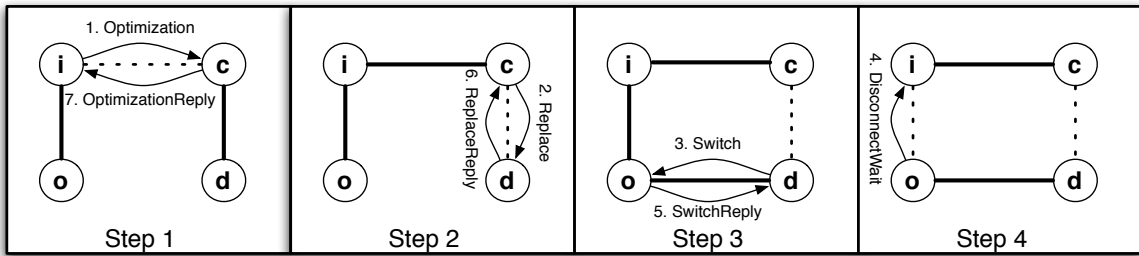 1. Optimization
i
c
7. OptimizationReply
o
d
Step 1
i
c
6. ReplaceReply
2. Replace
o
d
Step 2
i
c
3. Switch
o
d
5. SwitchReply
Step 3
4. DisconnectWait
i
c
o
d
Step 4